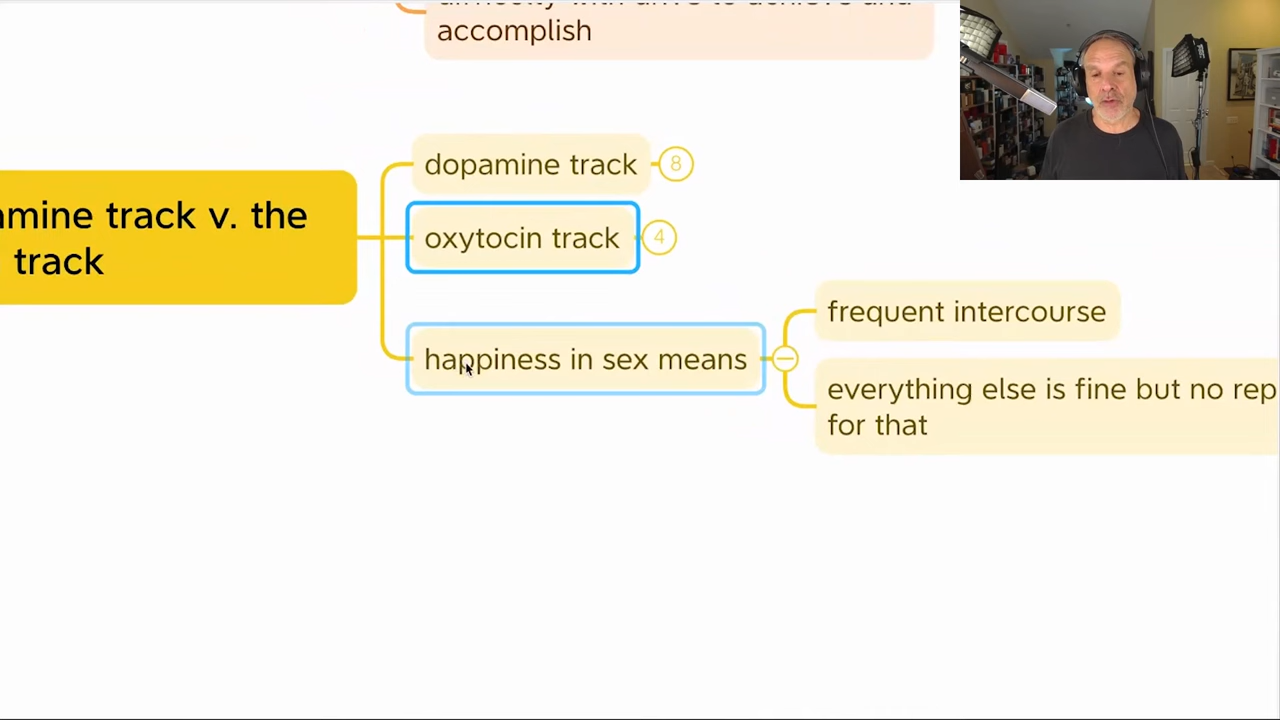 accomplish
dopamine track
8
amine track v. the
track
oxytocin track
4
frequent intercourse
happiness in sex means
everything else is fine but no rep
for that